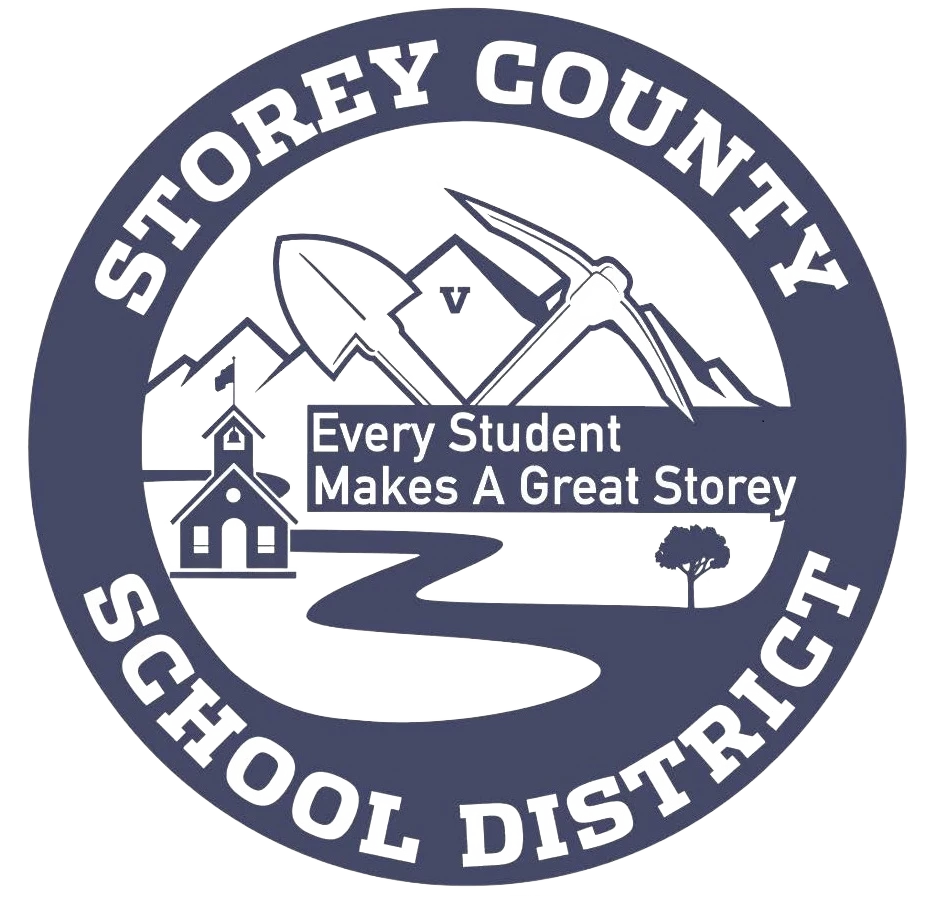 STOREY COUNTY
V
Every Student
Makes A Great Storey
SCHOOL DISTRICT